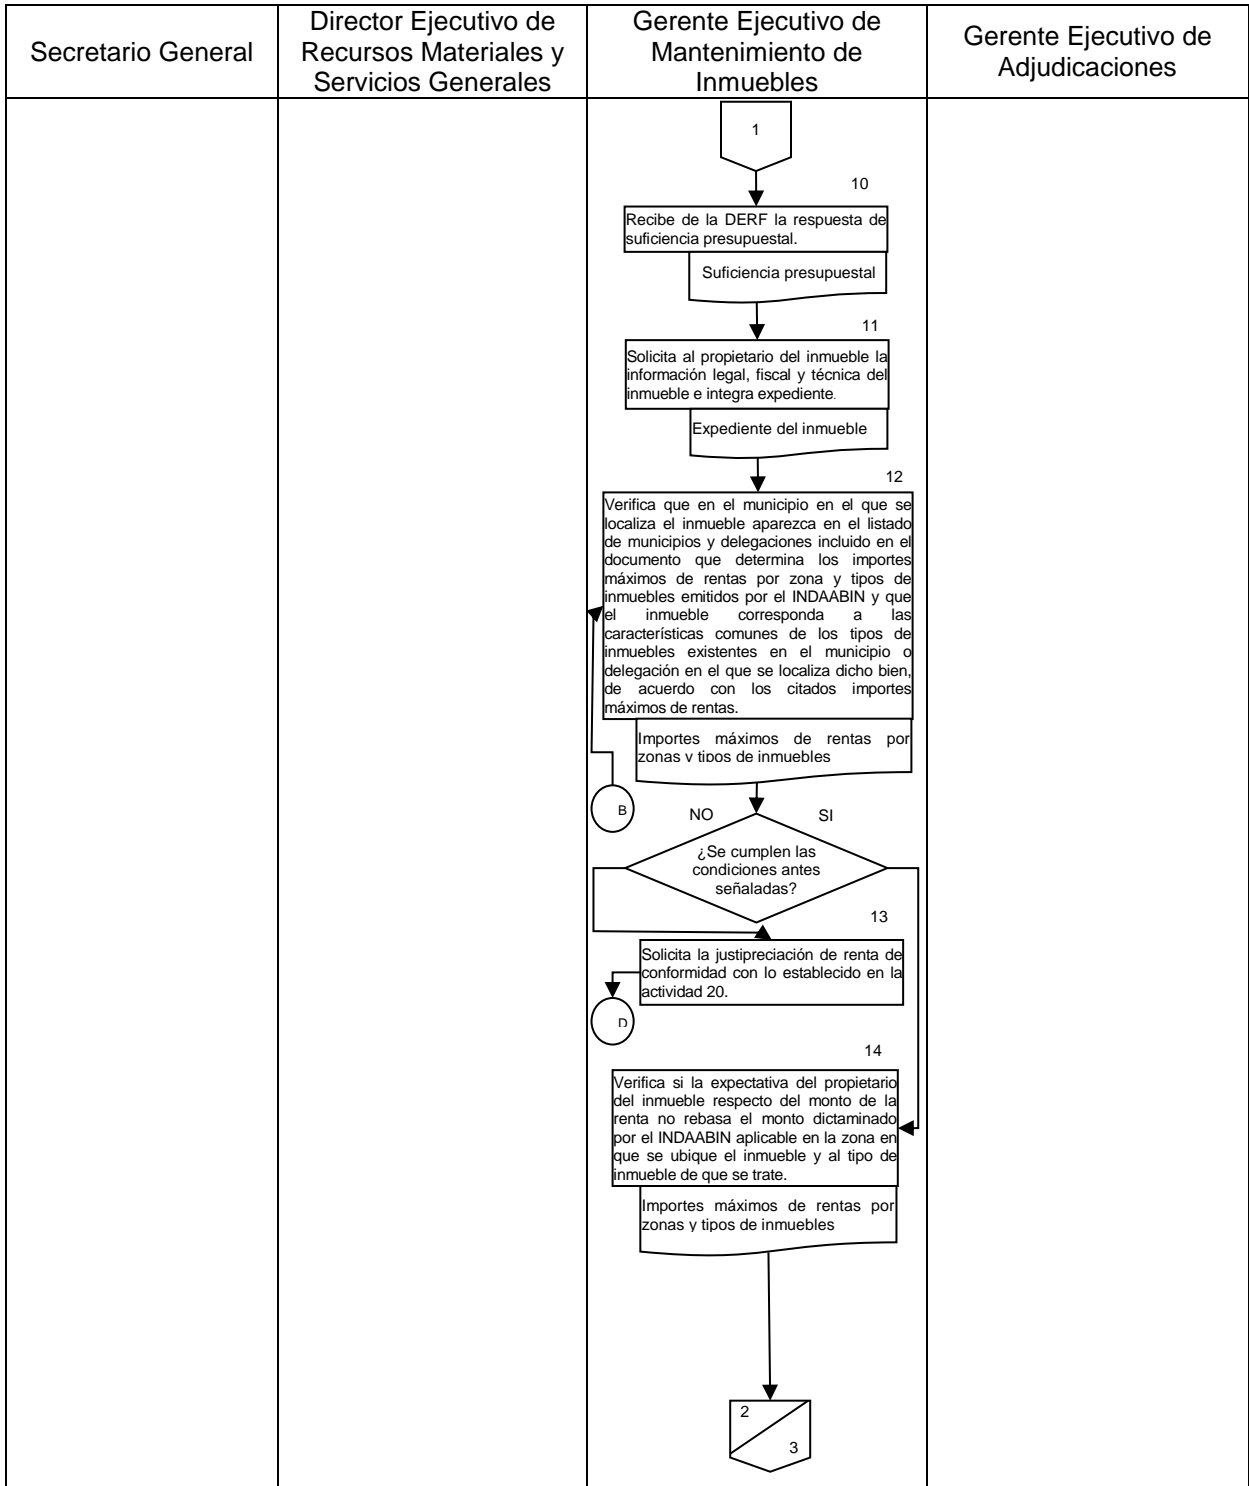 Secretario General
Director Ejecutivo de
Recursos Materiales y
Servicios Generales
Gerente Ejecutivo de
Mantenimiento de
Inmuebles
Gerente Ejecutivo de
Adjudicaciones
1
10
Recibe de la DERF la respuesta de
suficiencia presupuestal.
Suficiencia presupuestal
11
Solicita al propietario del inmueble la
información legal, fiscal y técnica del
inmueble e integra expediente.
Expediente del inmueble
12
Verifica que en el municipio en el que se
localiza el inmueble aparezca en el listado
de municipios y delegaciones incluido en el
documento que determina los importes
máximos de rentas por zona y tipos de
inmuebles emitidos por el INDAABIN y que
el inmueble corresponda a las
características comunes de los tipos de
inmuebles existentes en el municipio o
delegación en el que se localiza dicho bien,
de acuerdo con los citados importes
máximos de rentas.
Importes máximos de rentas por
zonas y tipos de inmuebles
B
NO
SI
¿Se cumplen las
condiciones antes
señaladas?
13
Solicita la justipreciación de renta de
conformidad con lo establecido en la
actividad 20.
D
14
Verifica si la expectativa del propietario
del inmueble respecto del monto de la
renta no rebasa el monto dictaminado
por el INDAABIN aplicable en la zona en
que se ubique el inmueble y al tipo de
inmueble de que se trate.
Importes máximos de rentas por
zonas y tipos de inmuebles
2
3